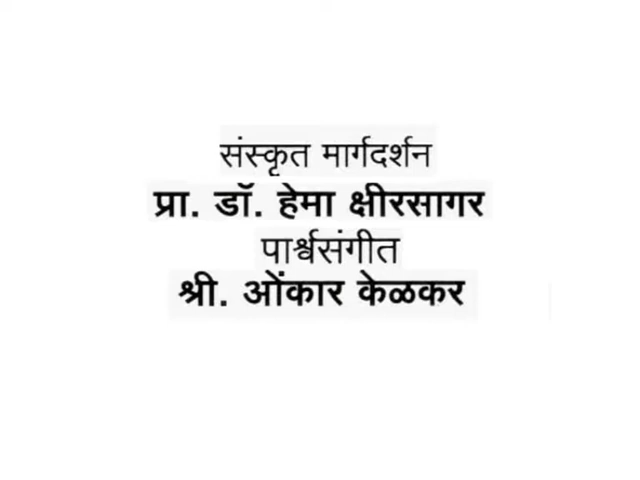 संस्कृत मार्गदर्शन
प्रा. डॉ. हेमा क्षीरसागर
पार्श्वसंगीत
श्री. ओंकार केळकर